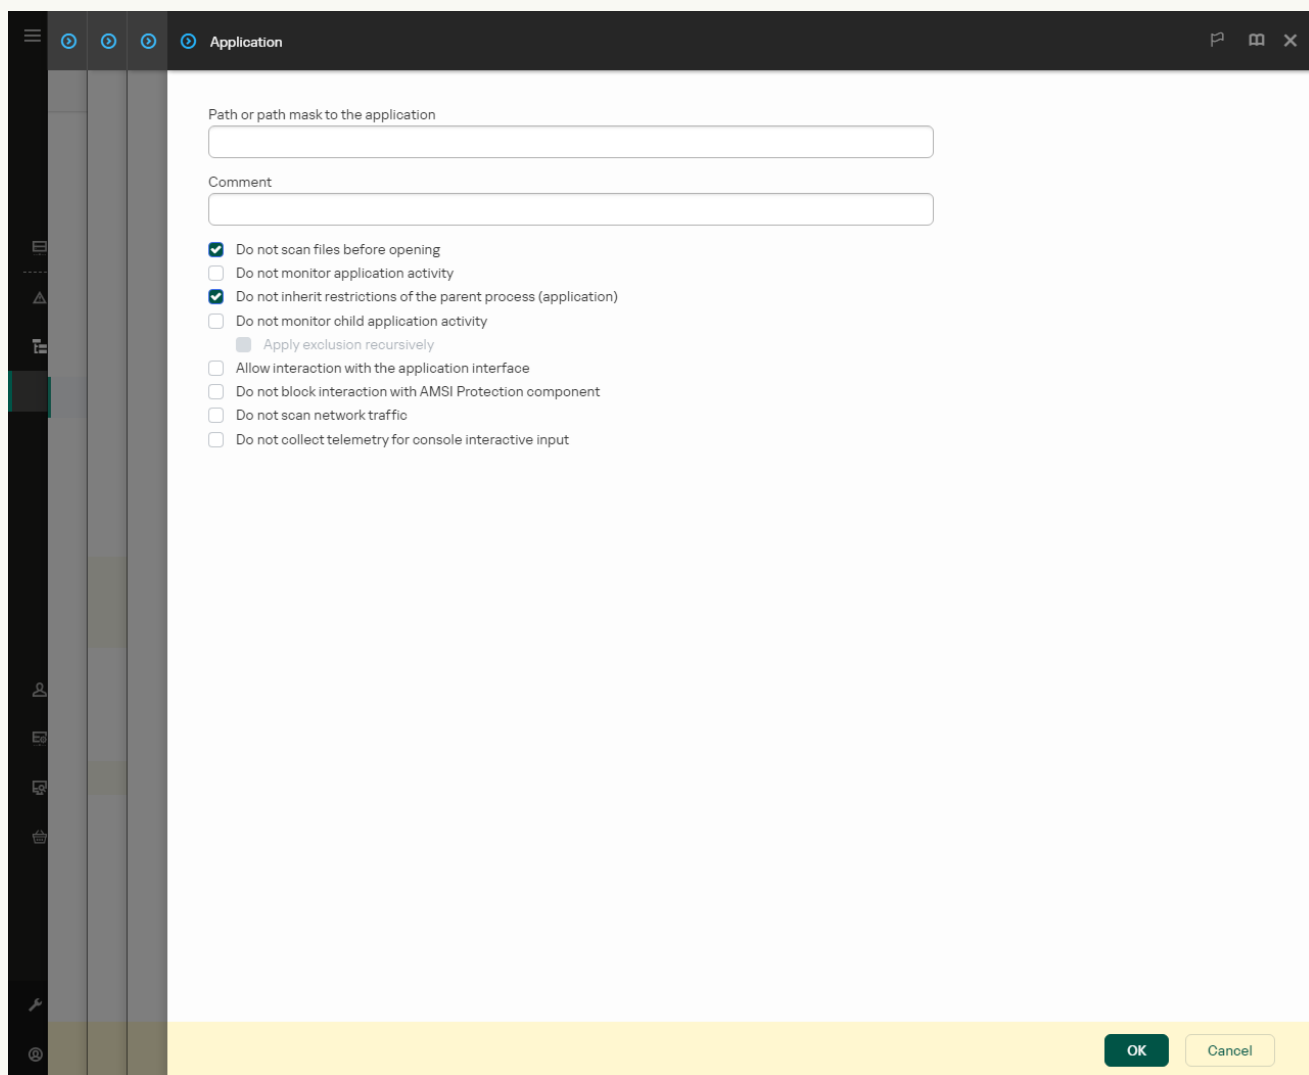 Application
Path or path mask to the application
Comment
Do not scan files before opening
Do not monitor application activity
Do not inherit restrictions of the parent process (application)
Do not monitor child application activity
Apply exclusion recursively
Allow interaction with the application interface
Do not block interaction with AMSI Protection component
Do not scan network traffic
Do not collect telemetry for console interactive input
OK Cancel